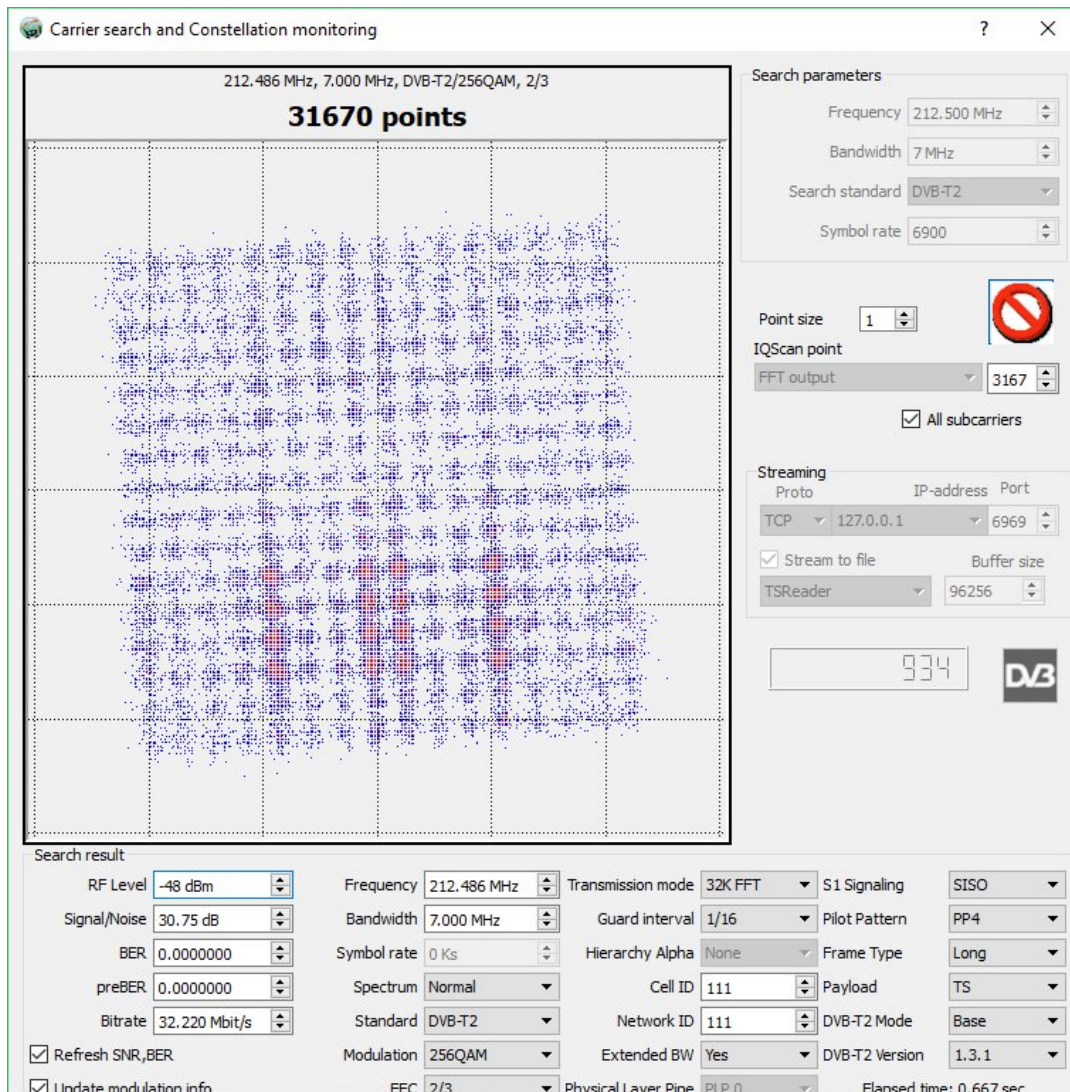 Carrier search and Constellation monitoring
212.486 MHz, 7.000 MHz, DVB-T2/256QAM, 2/3
31670 points
Search parameters
Frequency 212.500 MHz
Bandwidth 7 MHz
Search standard DVB-T2
Symbol rate 6900
Point size 1
IQScan point
FFT output 3167
All subcarriers
Streaming
Proto IP-address Port
TCP 127.0.0.1 6969
Stream to file Buffer size
TSReader 96256
934
DVB
Search result
RF Level -48 dBm Frequency 212.486 MHz Transmission mode 32K FFT S1 Signaling SISO
Signal/Noise 30.75 dB Bandwidth 7.000 MHz Guard interval 1/16 Pilot Pattern PP4
BER 0.0000000 Symbol rate 0 Ks Hierarchy Alpha None Frame Type Long
preBER 0.0000000 Spectrum Normal Cell ID 111 Payload TS
Bitrate 32.220 Mbit/s Standard DVB-T2 Network ID 111 DVB-T2 Mode Base
Refresh SNR,BER Modulation 256QAM Extended BW Yes DVB-T2 Version 1.3.1
Update modulation info FEC 2/3 Physical Layer Pipe PLP 0 Elapsed time: 0.667 sec